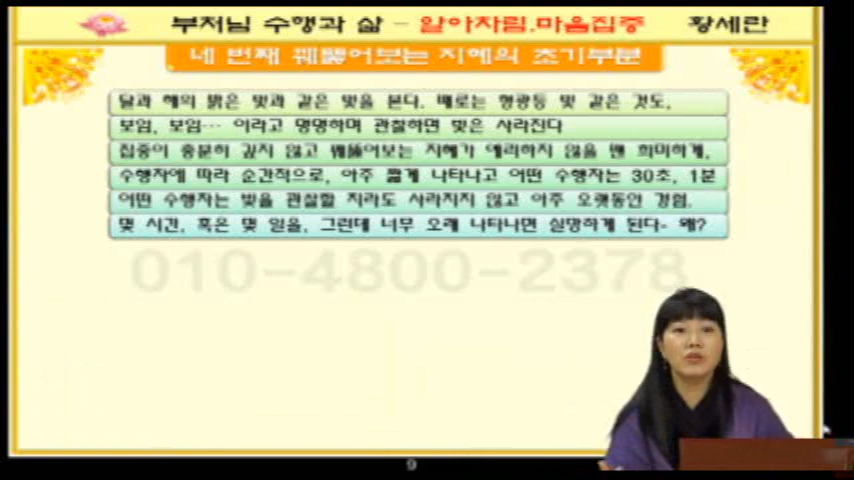 부처님 수행과 삶 - 알아차림.마음집중 황세란
네 번째 꿰뚫어보는 지혜의 초기부분
달과 해의 밝은 빛과 같은 빛을 본다. 때로는 형광등 빛 같은 것도.
보임, 보임… 이라고 명명하며 관찰하면 빛은 사라진다
집중이 충분히 깊지 않고 꿰뚫어보는 지혜가 예리하지 않을 땐 희미하게,
수행자에 따라 순간적으로, 아주 짧게 나타나고 어떤 수행자는 30초, 1분
어떤 수행자는 빛을 관찰할 지라도 사라지지 않고 아주 오랫동안 경험.
몇 시간, 혹은 몇 일을, 그런데 너무 오래 나타나면 실망하게 된다- 왜?
010-4800-2378
9